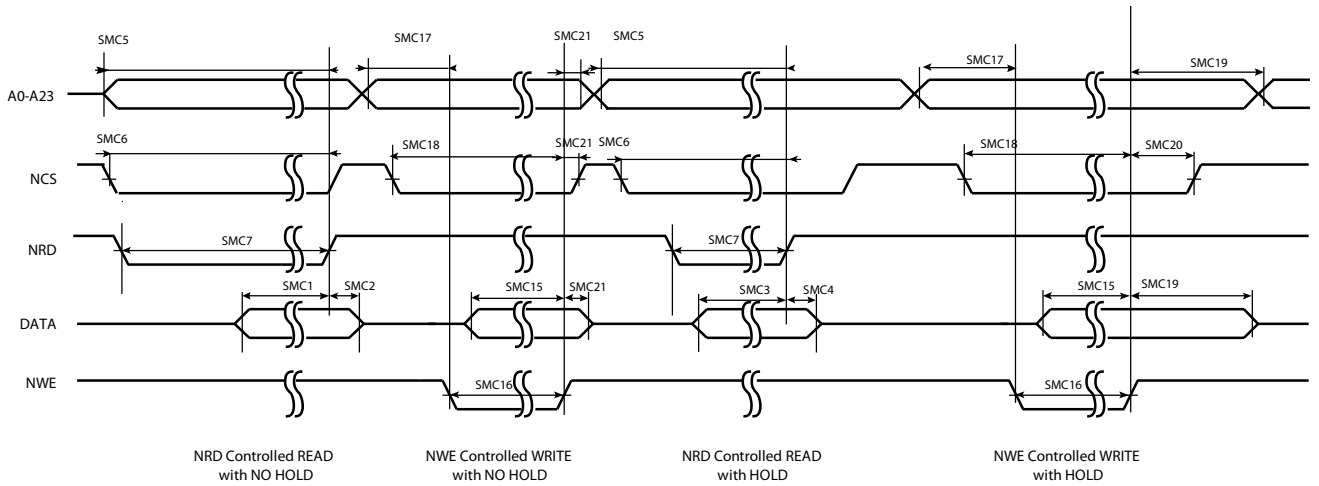 SMC5 SMC17 SMC21 SMC5 SMC17 SMC19
A0-A23
SMC6 SMC18 SMC21 SMC6 SMC18 SMC20
NCS
SMC7 SMC7
NRD
SMC1 SMC2 SMC15 SMC21 SMC3 SMC4 SMC15 SMC19
DATA
NWE SMC16 SMC16
NRD Controlled READ
with NO HOLD
NWE Controlled WRITE
with NO HOLD
NRD Controlled READ
with HOLD
NWE Controlled WRITE
with HOLD